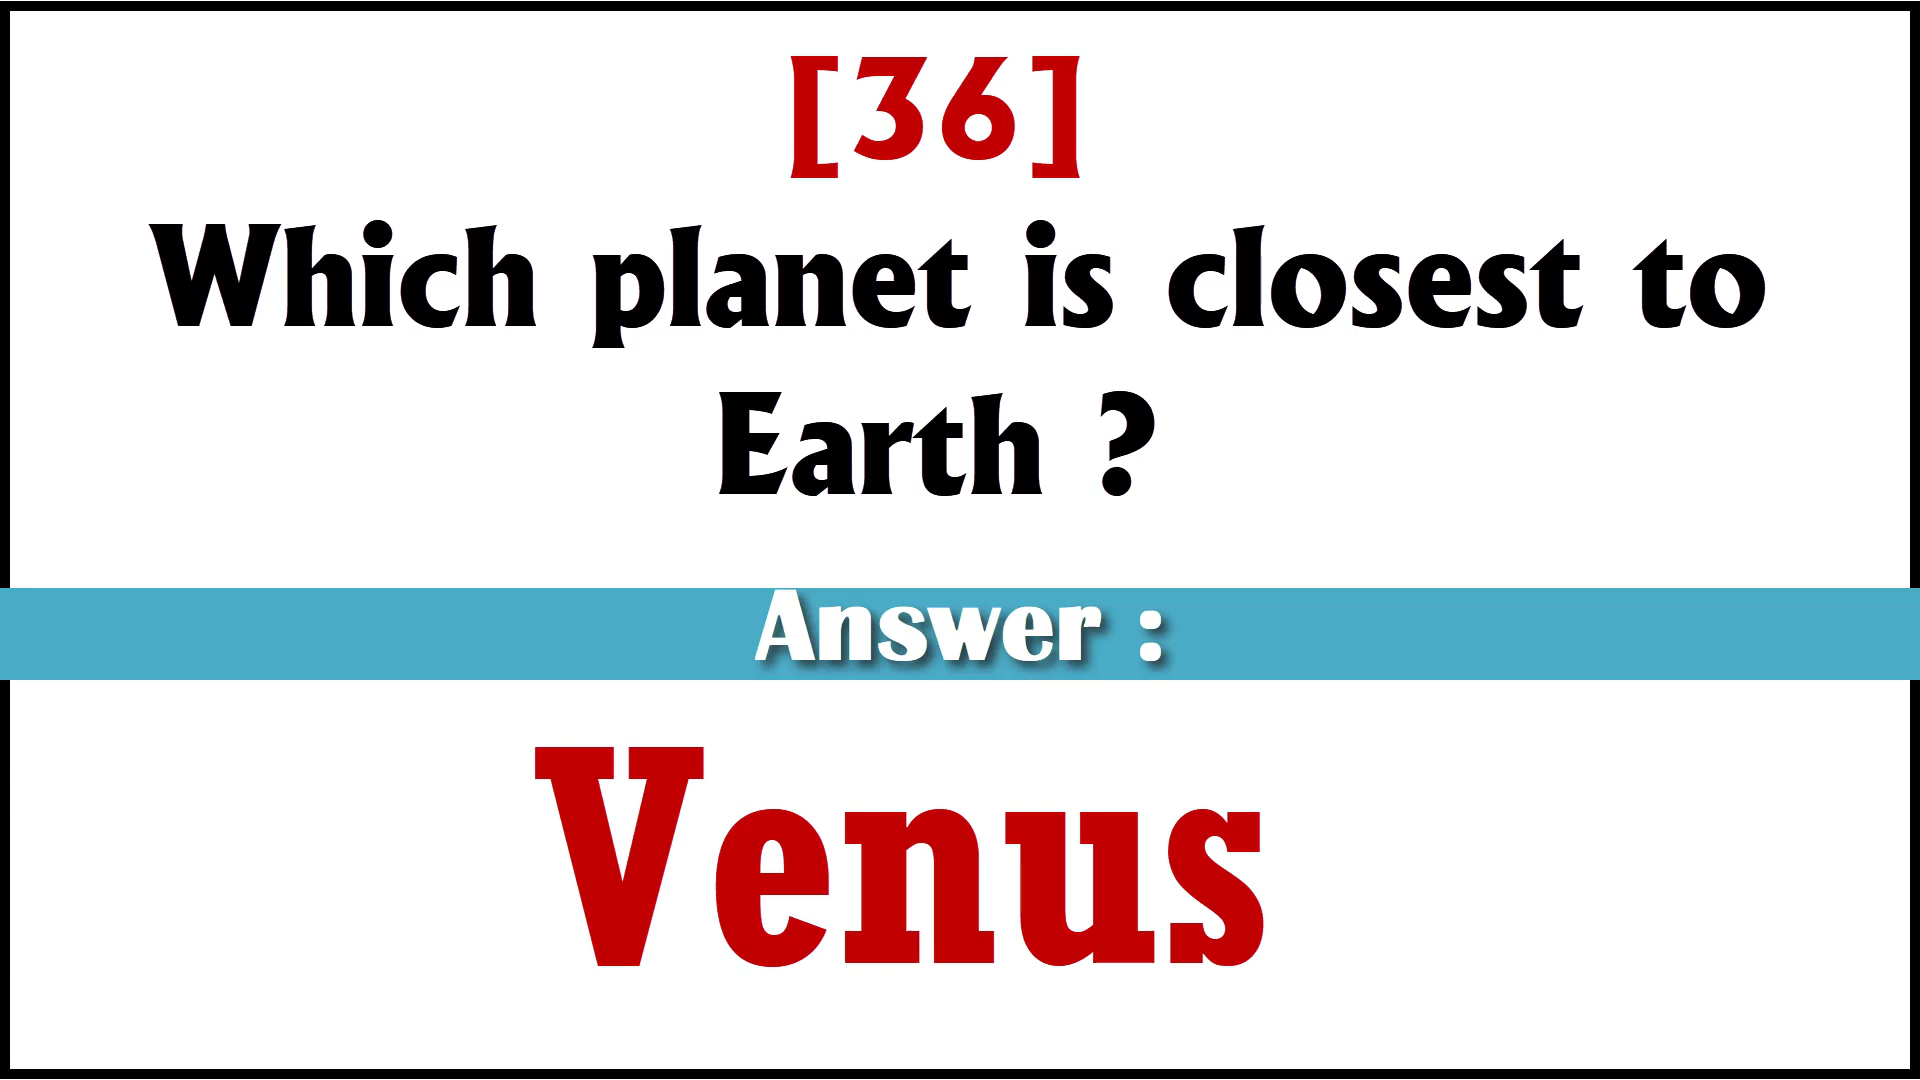 [36]
Which planet is closest to
Earth ?
Answer :
Venus